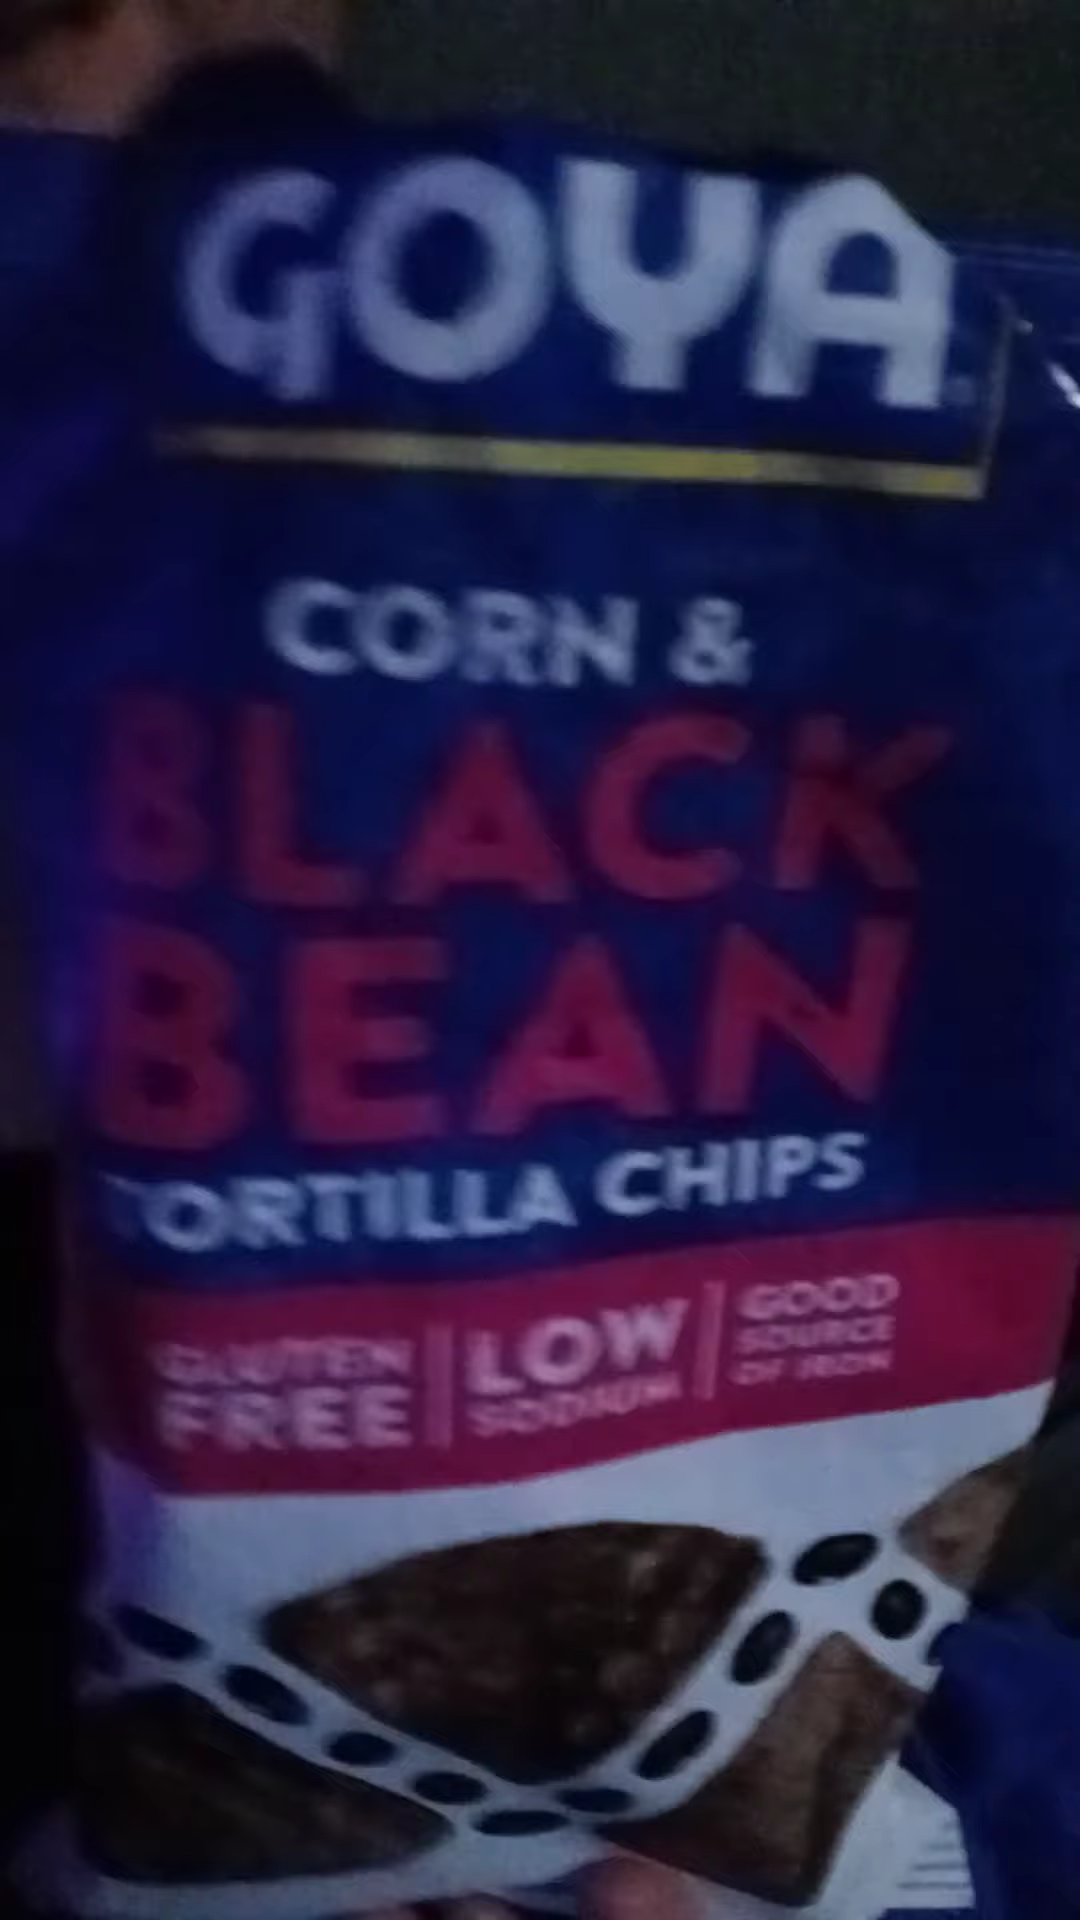 GOYA
CORN &
BLACK
BEAN
TORTILLA CHIPS
GLUTEN
FREE
LOW
SODIUM
GOOD
SOURCE
OF IRON